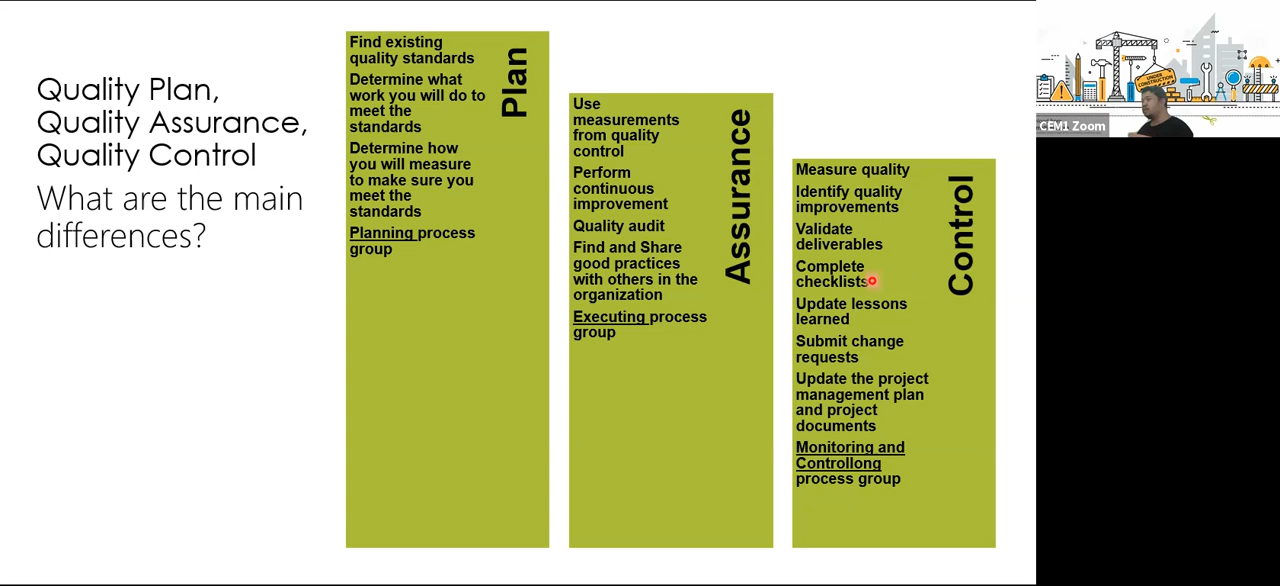 Quality Plan,
Quality Assurance,
Quality Control
What are the main
differences?
Plan
Find existing
quality standards
Determine what
work you will do to
meet the
standards
Determine how
you will measure
to make sure you
meet the
standards
Planning process
group
Assurance
Use
measurements
from quality
control
Perform
continuous
improvement
Quality audit
Find and Share
good practices
with others in the
organization
Executing process
group
Control
Measure quality
Identify quality
improvements
Validate
deliverables
Complete
checklists
Update lessons
learned
Submit change
requests
Update the project
management plan
and project
documents
Monitoring and
Controllong
process group
UNDER
CONSTRUCTION
CEM1 Zoom